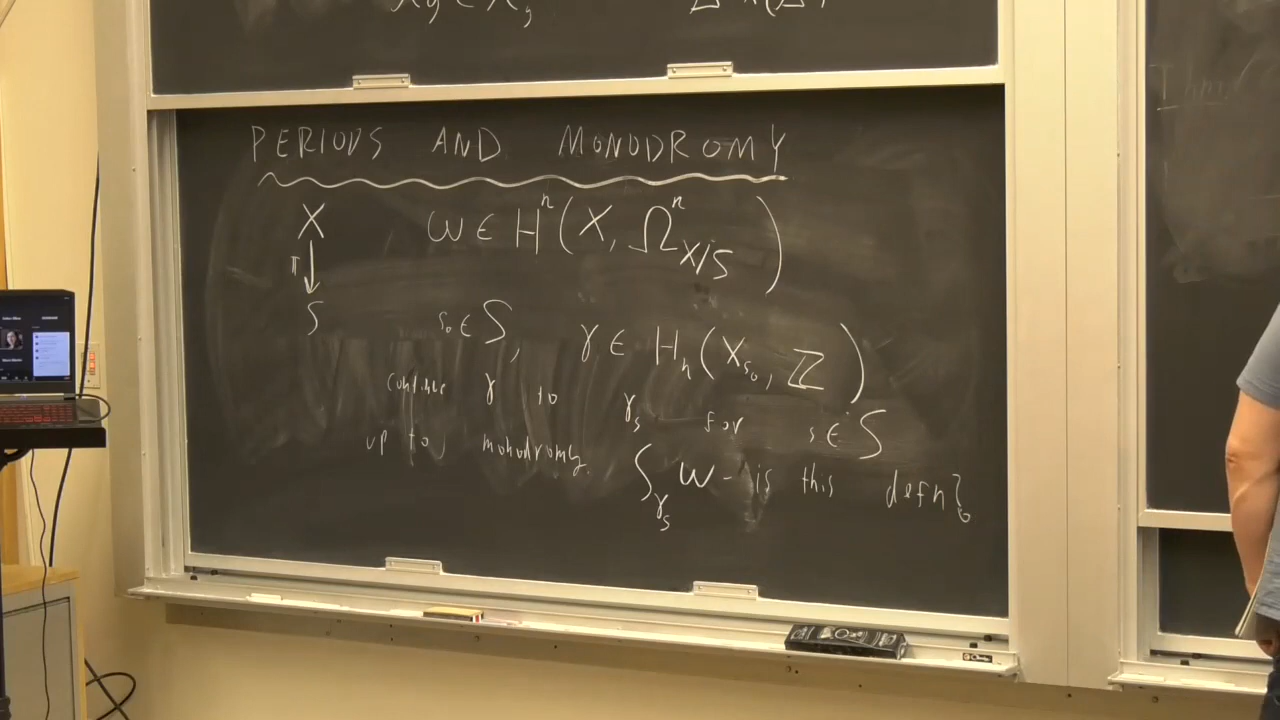 PERIODS AND MONODROMY
X ω ∈ Hⁿ(X, Ωⁿ_{X/S})
π ↓
S s₀ ∈ S, γ ∈ Hₙ(X_{s₀}, ℤ)
continue γ to γ_s for s ∈ S
up to monodromy. ∫_{γ_s} ω - is this defn?